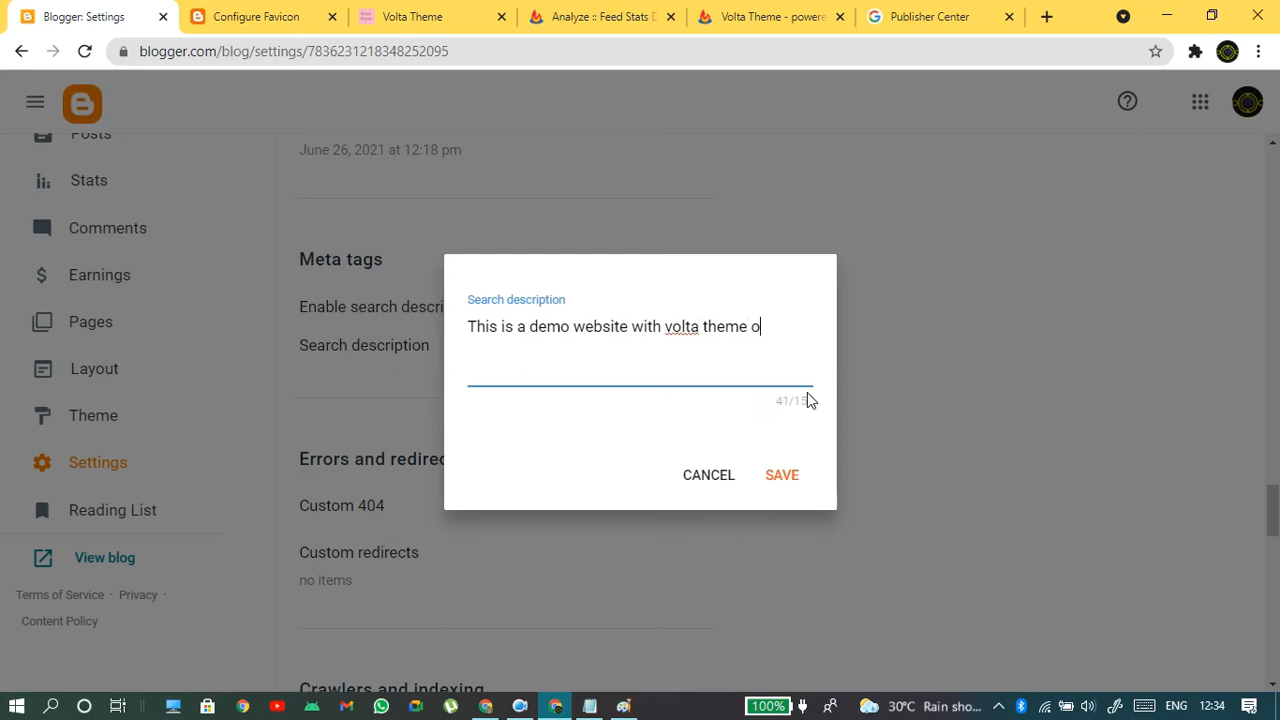 Blogger: Settings
Configure Favicon
Volta Theme
Analyze :: Feed Stats D
Volta Theme - powere
Publisher Center
blogger.com/blog/settings/7836231218348252095
Posts
Stats
Comments
Earnings
Pages
Layout
Theme
Settings
Reading List
View blog
Terms of Service · Privacy ·
Content Policy
June 26, 2021 at 12:18 pm
Meta tags
Enable search descri
Search description
Errors and redirec
Custom 404
Custom redirects
no items
Crawlers and indexing
Search description
This is a demo website with volta theme o
41/15
CANCEL
SAVE
100%
30°C Rain sho...
ENG
12:34